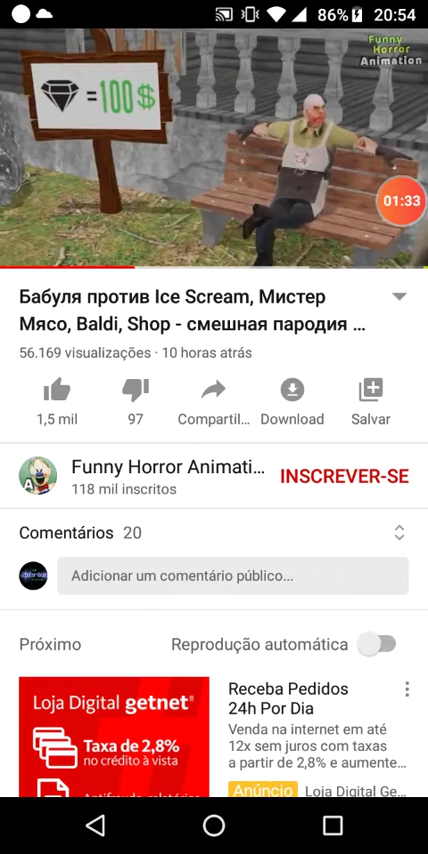 86% 20:54
Funny
Horror
Animation
=100$
01:33
Бабуля против Ice Scream, Мистер
Мясо, Baldi, Shop - смешная пародия ...
56.169 visualizações · 10 horas atrás
1,5 mil 97 Compartil... Download Salvar
Funny Horror Animati... INSCREVER-SE
118 mil inscritos
Comentários 20
Adicionar um comentário público...
Próximo Reprodução automática
Loja Digital getnet
Taxa de 2,8%
no crédito à vista
Receba Pedidos
24h Por Dia
Venda na internet em até
12x sem juros com taxas
a partir de 2,8% e aumente...
Anúncio Loja Digital Ge...